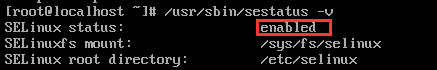 [root@localhost ~]# /usr/sbin/sestatus -v
SELinux status: enabled
SELinuxfs mount: /sys/fs/selinux
SELinux root directory: /etc/selinux